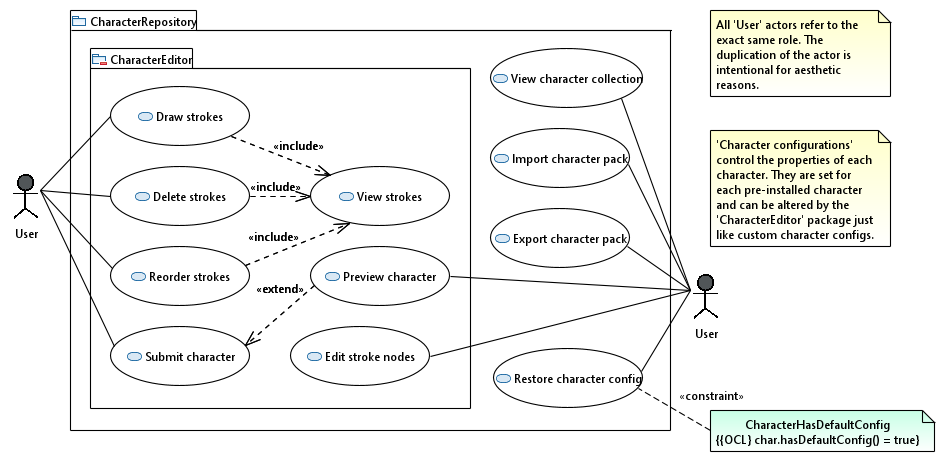 CharacterRepository
CharacterEditor
Draw strokes
«include»
Delete strokes
«include»
View strokes
«include»
Reorder strokes
Preview character
«extend»
Submit character
Edit stroke nodes
User
View character collection
Import character pack
Export character pack
Restore character config
User
All 'User' actors refer to the
exact same role. The
duplication of the actor is
intentional for aesthetic
reasons.
'Character configurations'
control the properties of each
character. They are set for
each pre-installed character
and can be altered by the
'CharacterEditor' package just
like custom character configs.
«constraint»
CharacterHasDefaultConfig
{{OCL} char.hasDefaultConfig() = true}